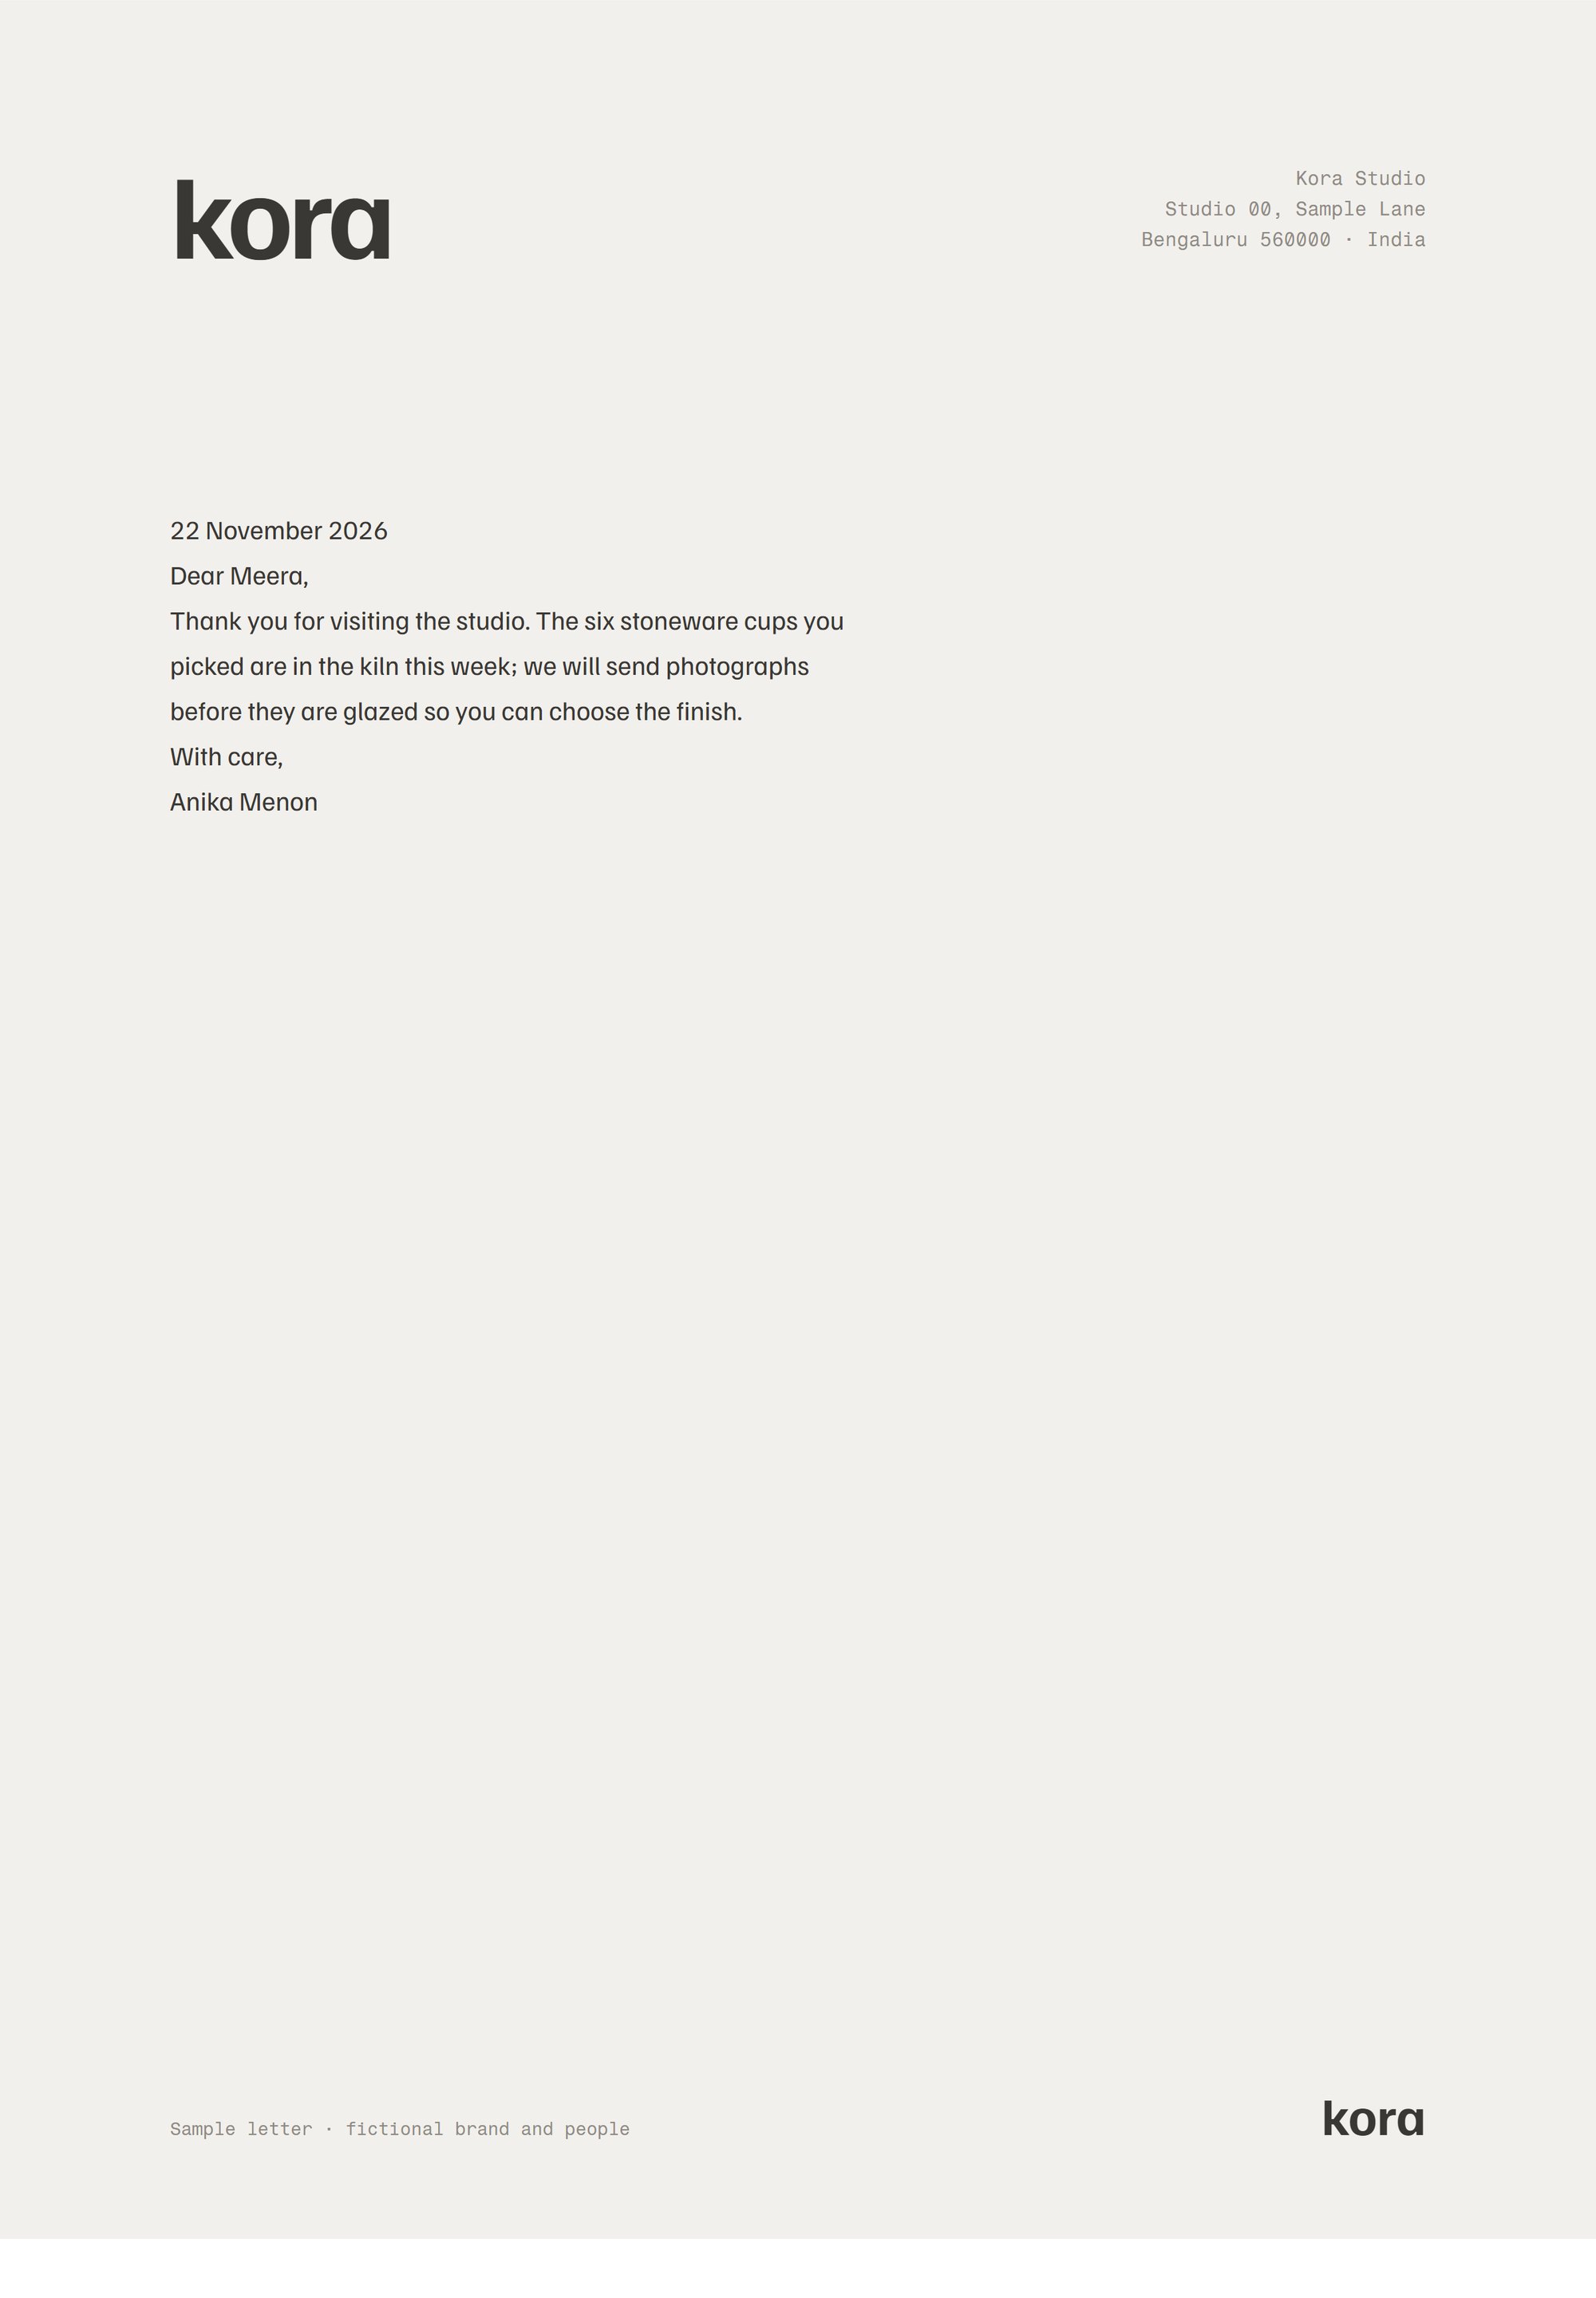 kora
Kora Studio
Studio 00, Sample Lane
Bengaluru 560000 · India
22 November 2026
Dear Meera,
Thank you for visiting the studio. The six stoneware cups you
picked are in the kiln this week; we will send photographs
before they are glazed so you can choose the finish.
With care,
Anika Menon
Sample letter · fictional brand and people
kora